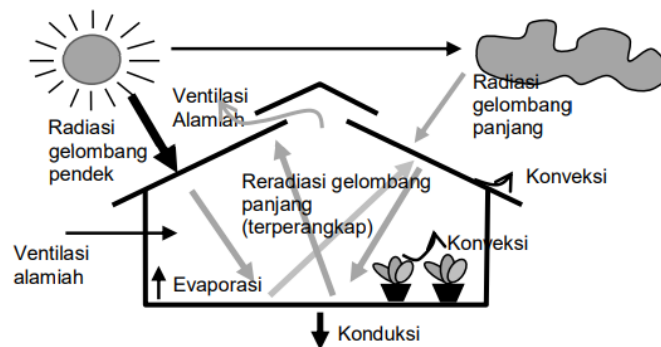 Ventilasi
Alamiah
Radiasi
gelombang
panjang
Radiasi
gelombang
pendek
Reradiasi gelombang
panjang
(terperangkap)
Konveksi
Ventilasi
alamiah
Konveksi
Evaporasi
Konduksi